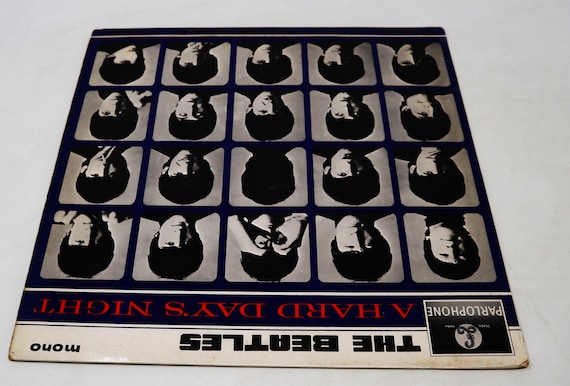 THE BEATLES
mono
A HARD DAY'S NIGHT
PARLOPHONE